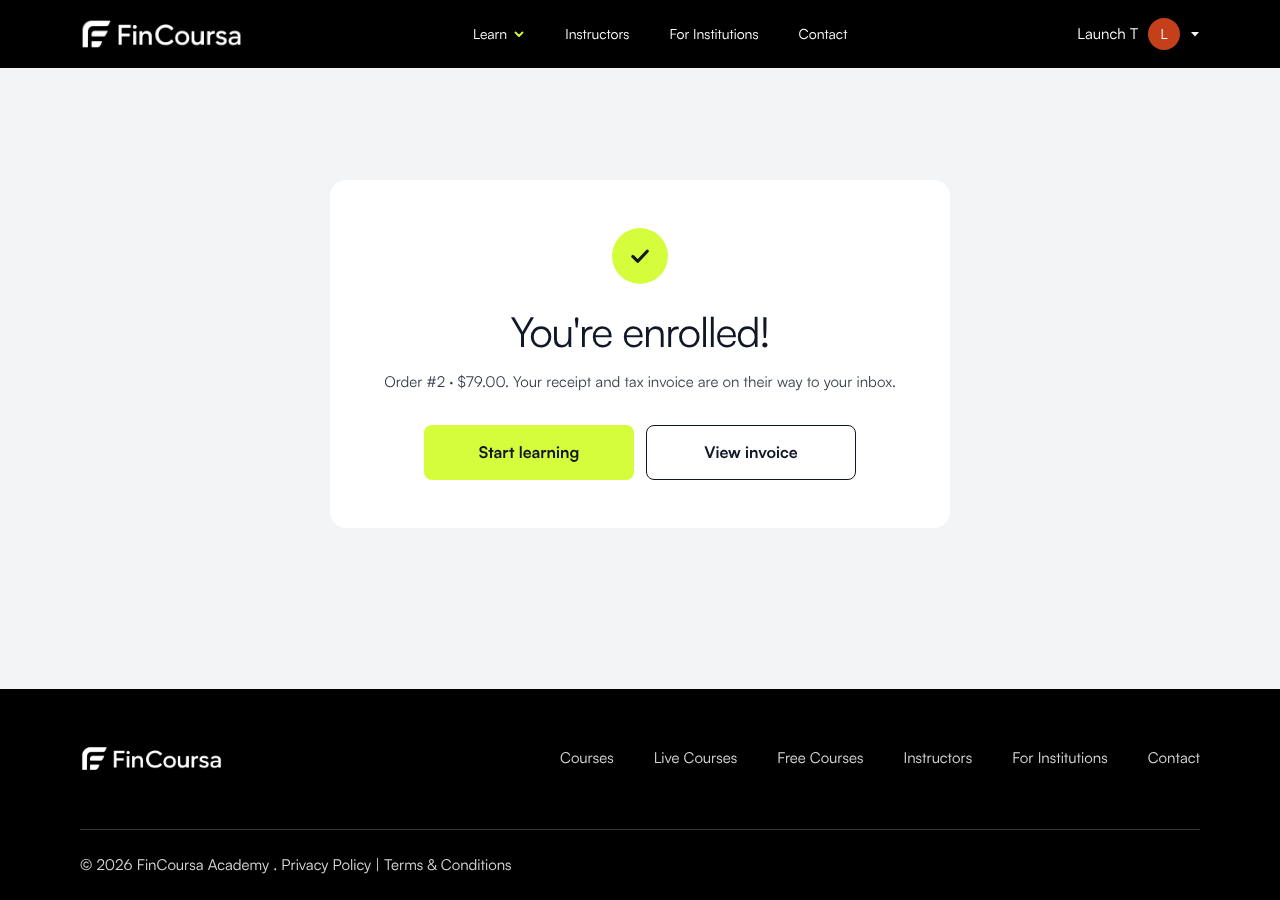 FinCoursa
Learn
Instructors
For Institutions
Contact
Launch T
L
You're enrolled!
Order #2 · $79.00. Your receipt and tax invoice are on their way to your inbox.
Start learning
View invoice
FinCoursa
Courses
Live Courses
Free Courses
Instructors
For Institutions
Contact
© 2026 FinCoursa Academy . Privacy Policy | Terms & Conditions